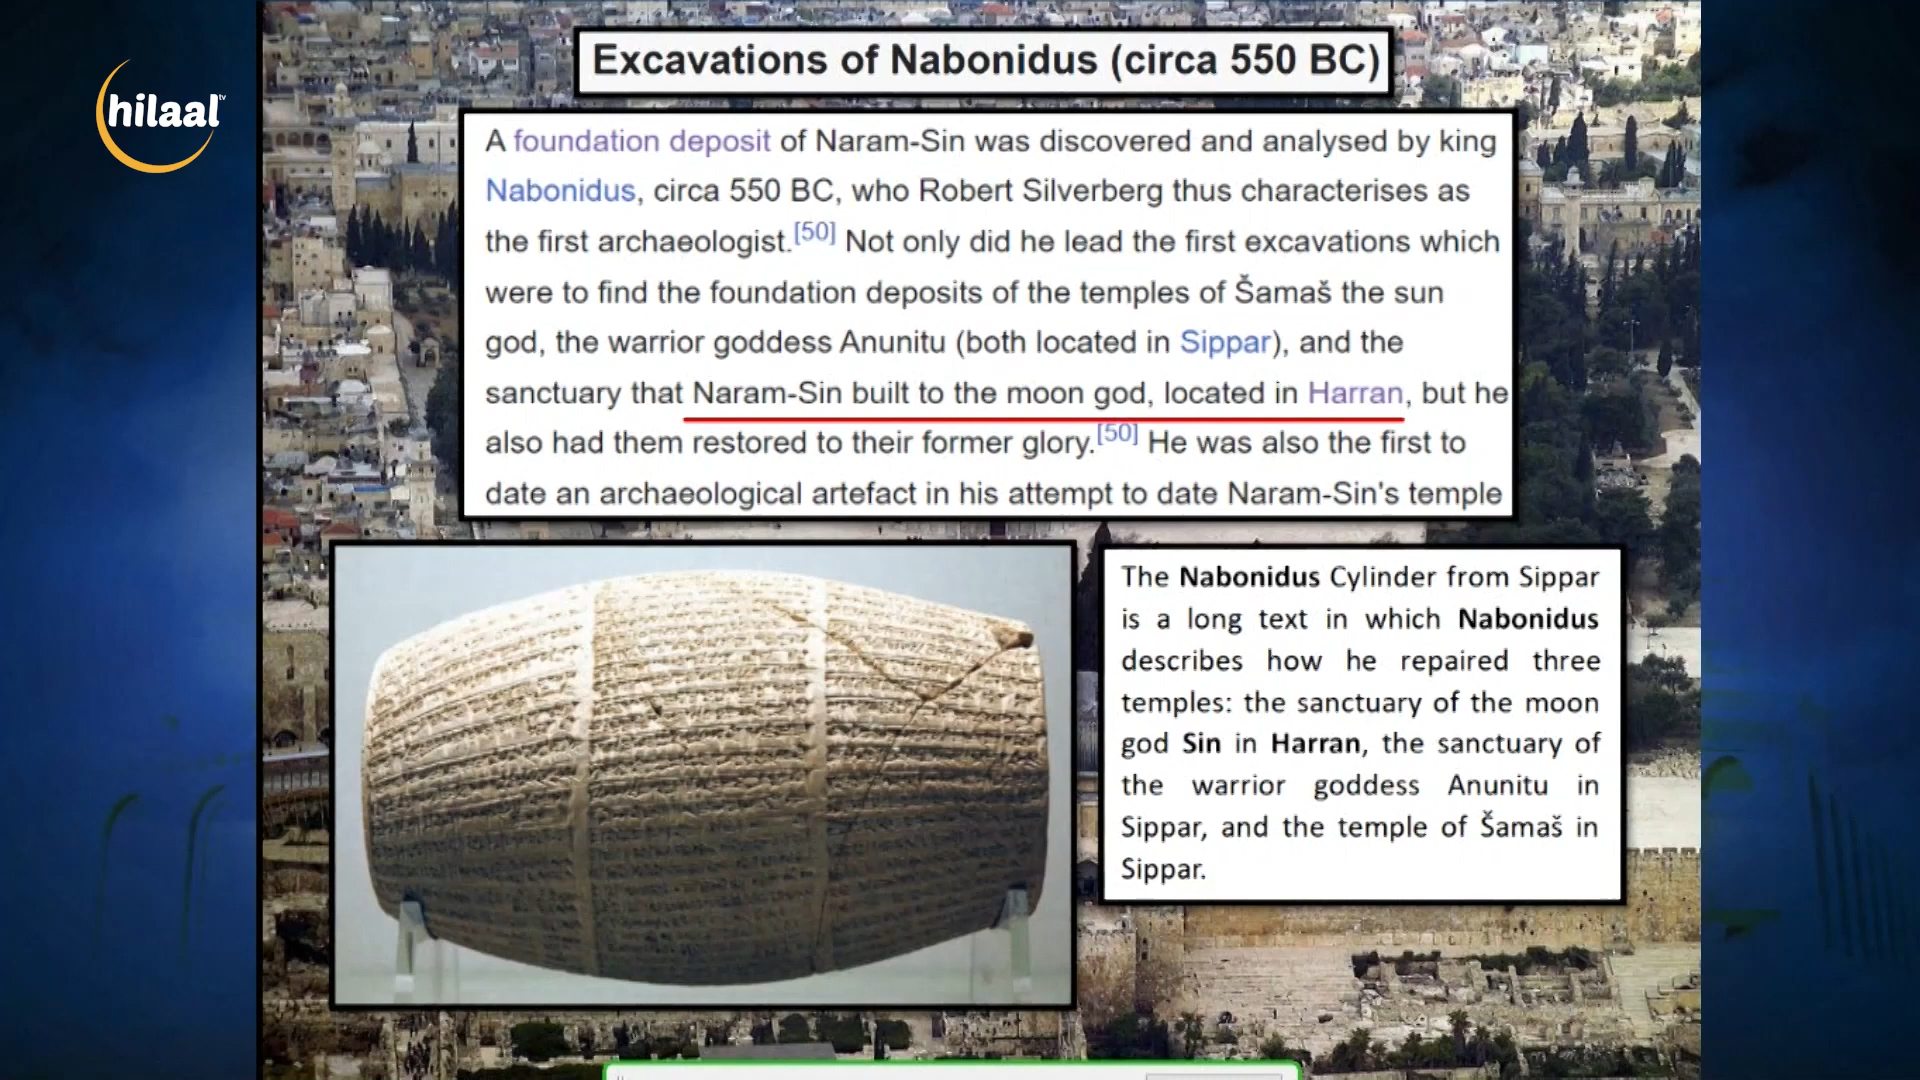 hilaal tv
Excavations of Nabonidus (circa 550 BC)
A foundation deposit of Naram-Sin was discovered and analysed by king
Nabonidus, circa 550 BC, who Robert Silverberg thus characterises as
the first archaeologist.[50] Not only did he lead the first excavations which
were to find the foundation deposits of the temples of Šamaš the sun
god, the warrior goddess Anunitu (both located in Sippar), and the
sanctuary that Naram-Sin built to the moon god, located in Harran, but he
also had them restored to their former glory.[50] He was also the first to
date an archaeological artefact in his attempt to date Naram-Sin's temple
The Nabonidus Cylinder from Sippar
is a long text in which Nabonidus
describes how he repaired three
temples: the sanctuary of the moon
god Sin in Harran, the sanctuary of
the warrior goddess Anunitu in
Sippar, and the temple of Šamaš in
Sippar.